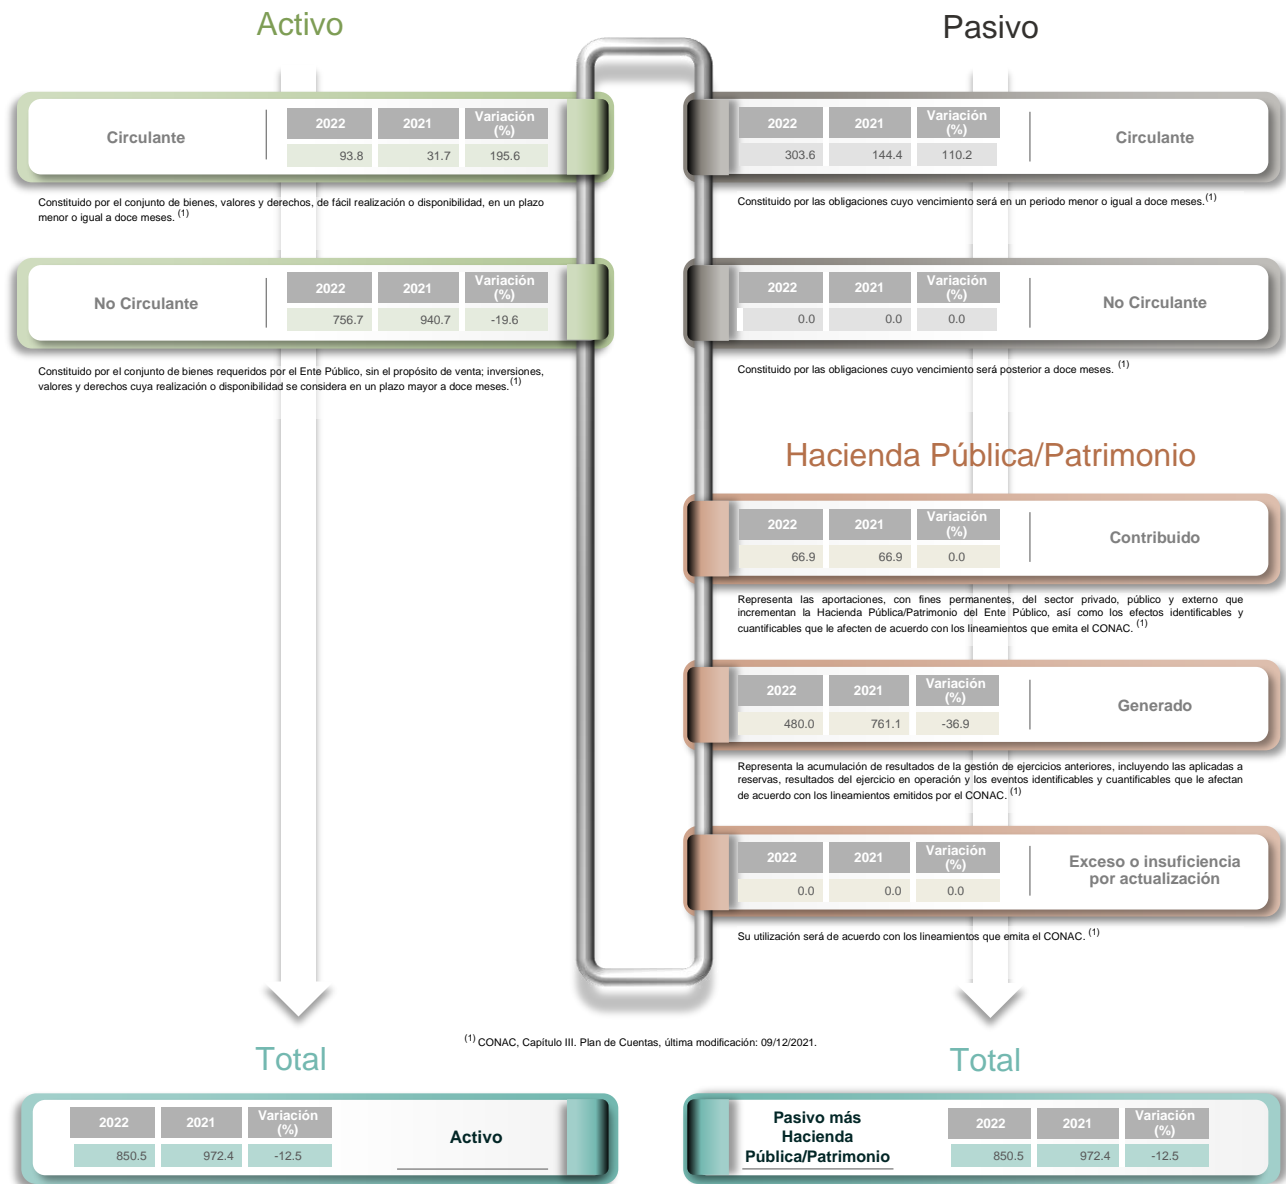 Activo
Circulante
2022 2021 Variación (%)
93.8 31.7 195.6
Constituido por el conjunto de bienes, valores y derechos, de fácil realización o disponibilidad, en un plazo
menor o igual a doce meses. (1)
No Circulante
2022 2021 Variación (%)
756.7 940.7 -19.6
Constituido por el conjunto de bienes requeridos por el Ente Público, sin el propósito de venta; inversiones,
valores y derechos cuya realización o disponibilidad se considera en un plazo mayor a doce meses. (1)
Pasivo
2022 2021 Variación (%)
303.6 144.4 110.2
Circulante
Constituido por las obligaciones cuyo vencimiento será en un periodo menor o igual a doce meses. (1)
2022 2021 Variación (%)
0.0 0.0 0.0
No Circulante
Constituido por las obligaciones cuyo vencimiento será posterior a doce meses. (1)
Hacienda Pública/Patrimonio
2022 2021 Variación (%)
66.9 66.9 0.0
Contribuido
Representa las aportaciones, con fines permanentes, del sector privado, público y externo que
incrementan la Hacienda Pública/Patrimonio del Ente Público, así como los efectos identificables y
cuantificables que le afecten de acuerdo con los lineamientos que emita el CONAC. (1)
2022 2021 Variación (%)
480.0 761.1 -36.9
Generado
Representa la acumulación de resultados de la gestión de ejercicios anteriores, incluyendo las aplicadas a
reservas, resultados del ejercicio en operación y los eventos identificables y cuantificables que le afectan
de acuerdo con los lineamientos emitidos por el CONAC. (1)
2022 2021 Variación (%)
0.0 0.0 0.0
Exceso o insuficiencia
por actualización
Su utilización será de acuerdo con los lineamientos que emita el CONAC. (1)
(1) CONAC, Capítulo III. Plan de Cuentas, última modificación: 09/12/2021.
Total
2022 2021 Variación (%)
850.5 972.4 -12.5
Activo
Total
Pasivo más
Hacienda
Pública/Patrimonio
2022 2021 Variación (%)
850.5 972.4 -12.5